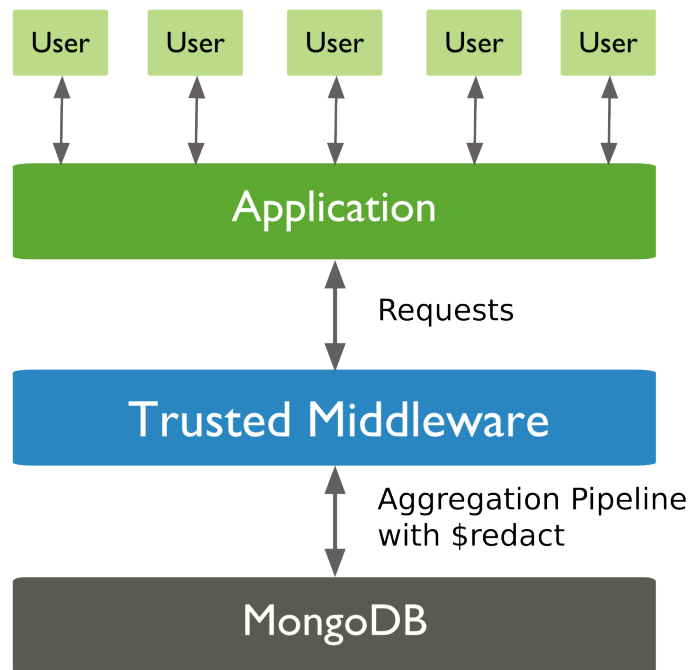 User User User User User
Application
Requests
Trusted Middleware
Aggregation Pipeline
with $redact
MongoDB